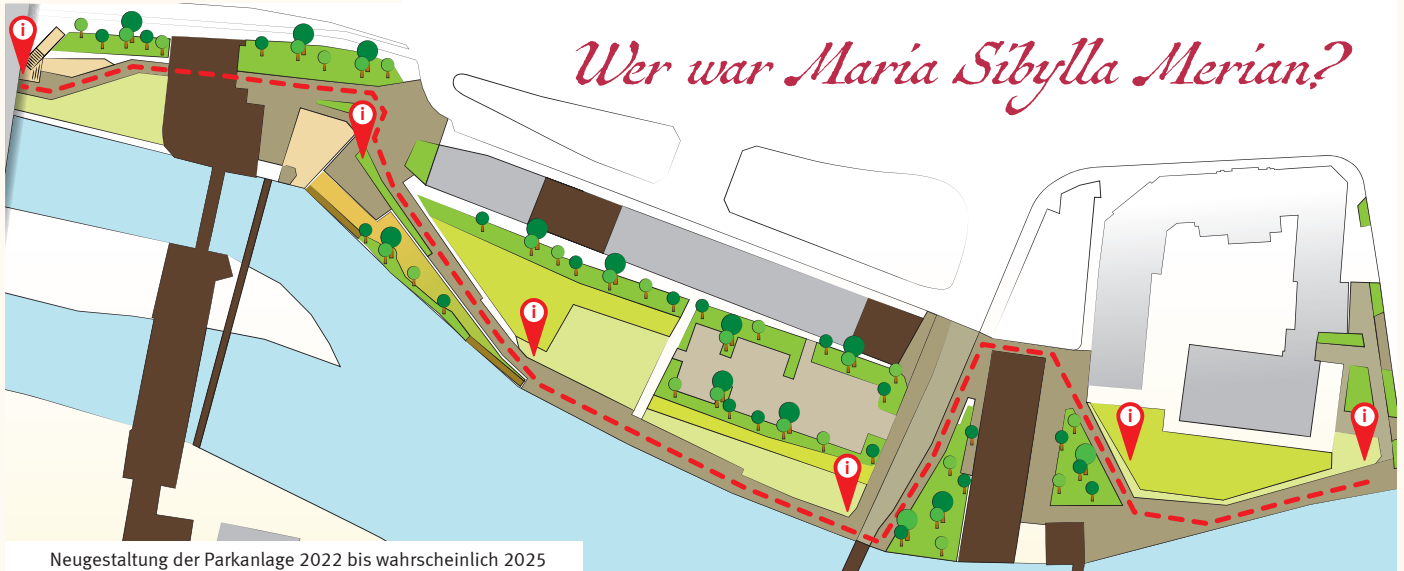 Wer war Maria Sibylla Merian?
i
i
i
i
i
i
Neugestaltung der Parkanlage 2022 bis wahrscheinlich 2025